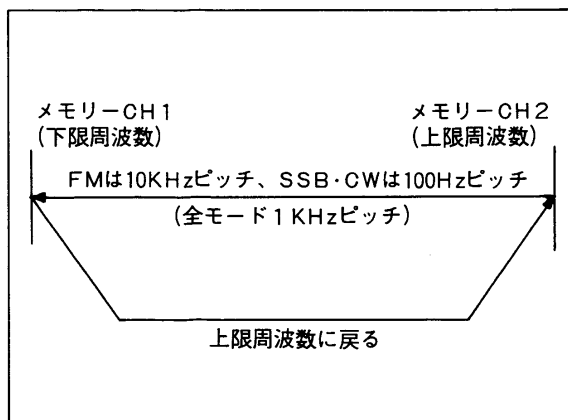 メモリーCH1
(下限周波数)
メモリーCH2
(上限周波数)
FMは10KHzピッチ、SSB・CWは100Hzピッチ
(全モード1KHzピッチ)
上限周波数に戻る